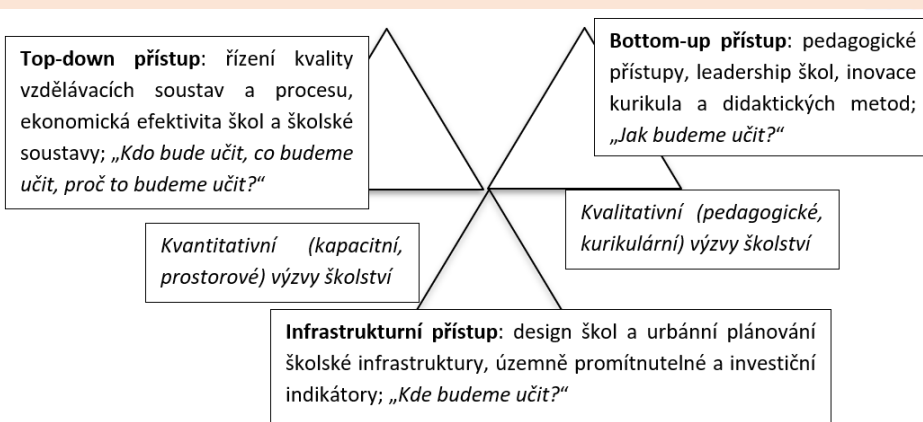 Top-down přístup: řízení kvality
vzdělávacích soustav a procesu,
ekonomická efektivita škol a školské
soustavy; „Kdo bude učit, co budeme
učit, proč to budeme učit?“
Bottom-up přístup: pedagogické
přístupy, leadership škol, inovace
kurikula a didaktických metod;
„Jak budeme učit?“
Kvantitativní (kapacitní,
prostorové) výzvy školství
Kvalitativní (pedagogické,
kurikulární) výzvy školství
Infrastrukturní přístup: design škol a urbánní plánování
školské infrastruktury, územně promítnutelné a investiční
indikátory; „Kde budeme učit?“